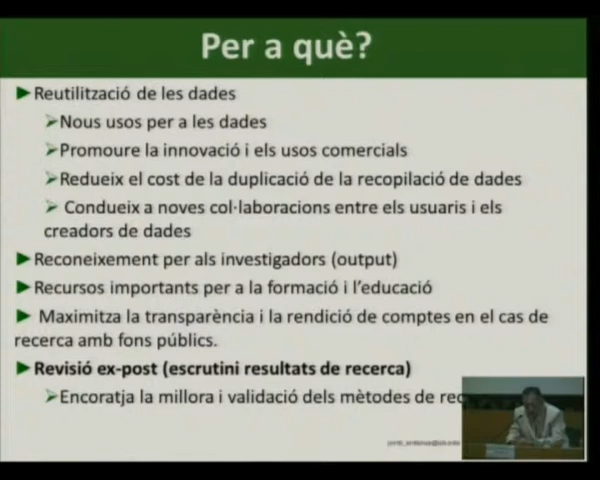 Per a què?
►Reutilització de les dades
➢Nous usos per a les dades
➢Promoure la innovació i els usos comercials
➢Redueix el cost de la duplicació de la recopilació de dades
➢ Condueix a noves col·laboracions entre els usuaris i els
creadors de dades
►Reconeixement per als investigadors (output)
►Recursos importants per a la formació i l'educació
► Maximitza la transparència i la rendició de comptes en el cas de
recerca amb fons públics.
►Revisió ex-post (escrutini resultats de recerca)
➢Encoratja la millora i validació dels mètodes de